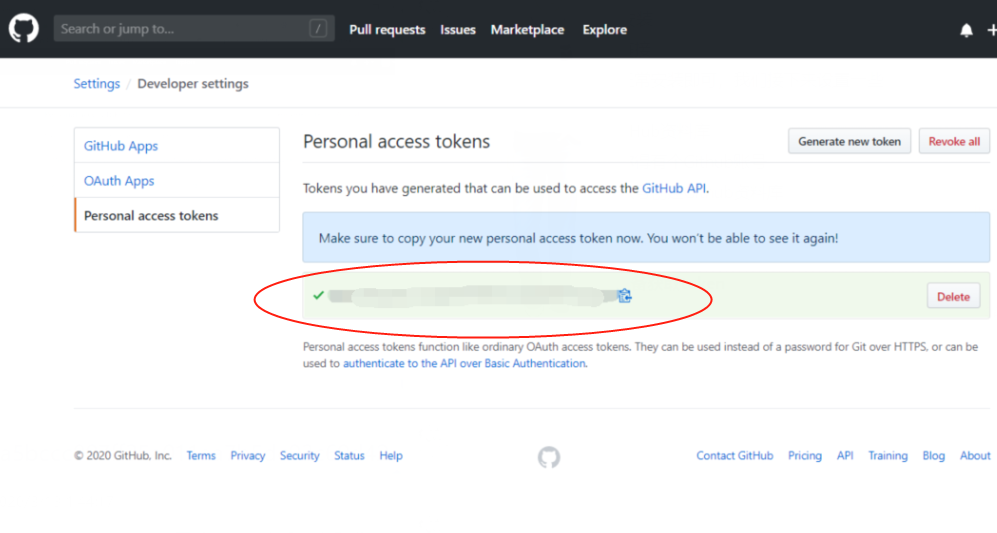 Search or jump to... / Pull requests Issues Marketplace Explore
Settings / Developer settings
GitHub Apps
OAuth Apps
Personal access tokens
Personal access tokens Generate new token Revoke all
Tokens you have generated that can be used to access the GitHub API.
Make sure to copy your new personal access token now. You won't be able to see it again!
Delete
Personal access tokens function like ordinary OAuth access tokens. They can be used instead of a password for Git over HTTPS, or can be
used to authenticate to the API over Basic Authentication.
© 2020 GitHub, Inc. Terms Privacy Security Status Help Contact GitHub Pricing API Training Blog About